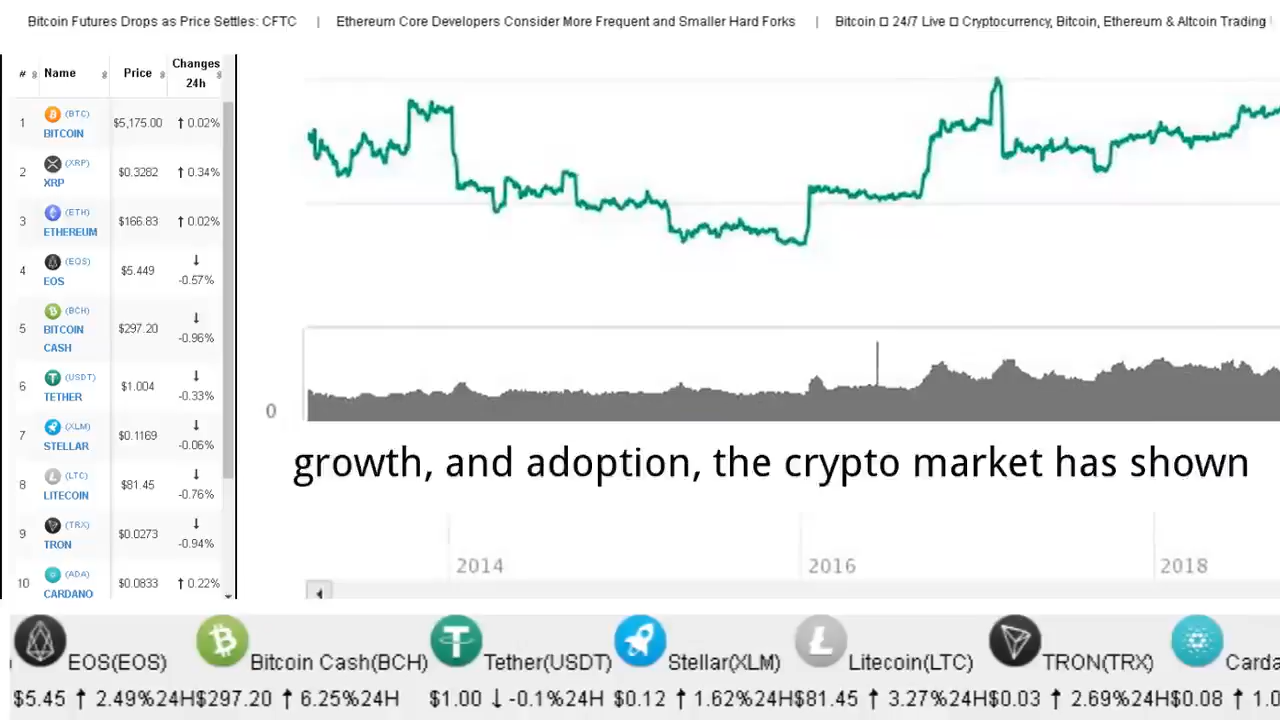 Bitcoin Futures Drops as Price Settles: CFTC | Ethereum Core Developers Consider More Frequent and Smaller Hard Forks | Bitcoin □ 24/7 Live □ Cryptocurrency, Bitcoin, Ethereum & Altcoin Trading
# Name Price Changes 24h
1 (BTC) BITCOIN $5,175.00 ↑ 0.02%
2 (XRP) XRP $0.3282 ↑ 0.34%
3 (ETH) ETHEREUM $166.83 ↑ 0.02%
4 (EOS) EOS $5.449 ↓ -0.57%
5 (BCH) BITCOIN CASH $297.20 ↓ -0.96%
6 (USDT) TETHER $1.004 ↓ -0.33%
7 (XLM) STELLAR $0.1169 ↓ -0.06%
8 (LTC) LITECOIN $81.45 ↓ -0.76%
9 (TRX) TRON $0.0273 ↓ -0.94%
10 (ADA) CARDANO $0.0833 ↑ 0.22%
0
growth, and adoption, the crypto market has shown
2014 2016 2018
EOS(EOS) Bitcoin Cash(BCH) Tether(USDT) Stellar(XLM) Litecoin(LTC) TRON(TRX) Carda
$5.45 ↑ 2.49%24H $297.20 ↑ 6.25%24H $1.00 ↓ -0.1%24H $0.12 ↑ 1.62%24H $81.45 ↑ 3.27%24H $0.03 ↑ 2.69%24H $0.08 ↑ 1.0